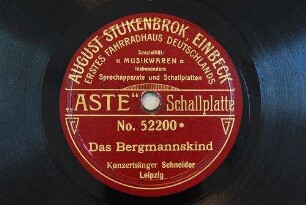 AUGUST STUKENBROK, EINBECK
ERSTES FAHRRADHAUS DEUTSCHLANDS
Spezialität:
MUSIKWAREN
insbesondere
Sprechapparate und Schallplatten
ASTE" Schallplatte
No. 52200*
Das Bergmannskind
Konzertsänger Schneider
Leipzig